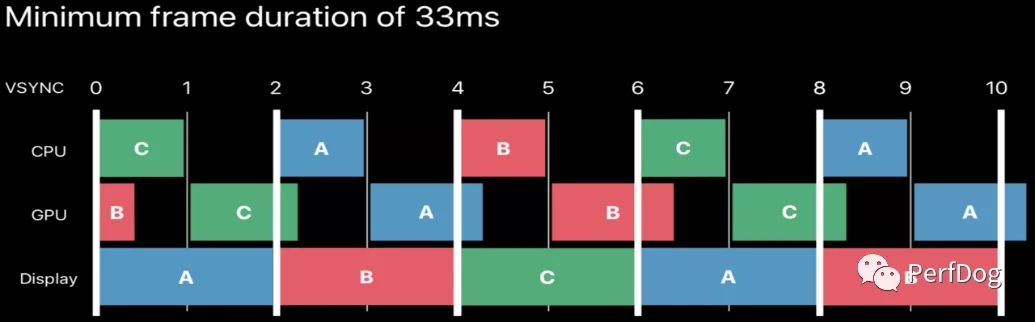 Minimum frame duration of 33ms
VSYNC 0 1 2 3 4 5 6 7 8 9 10
CPU C A B C A
GPU B C A B C A
Display A B C A B
PerfDog